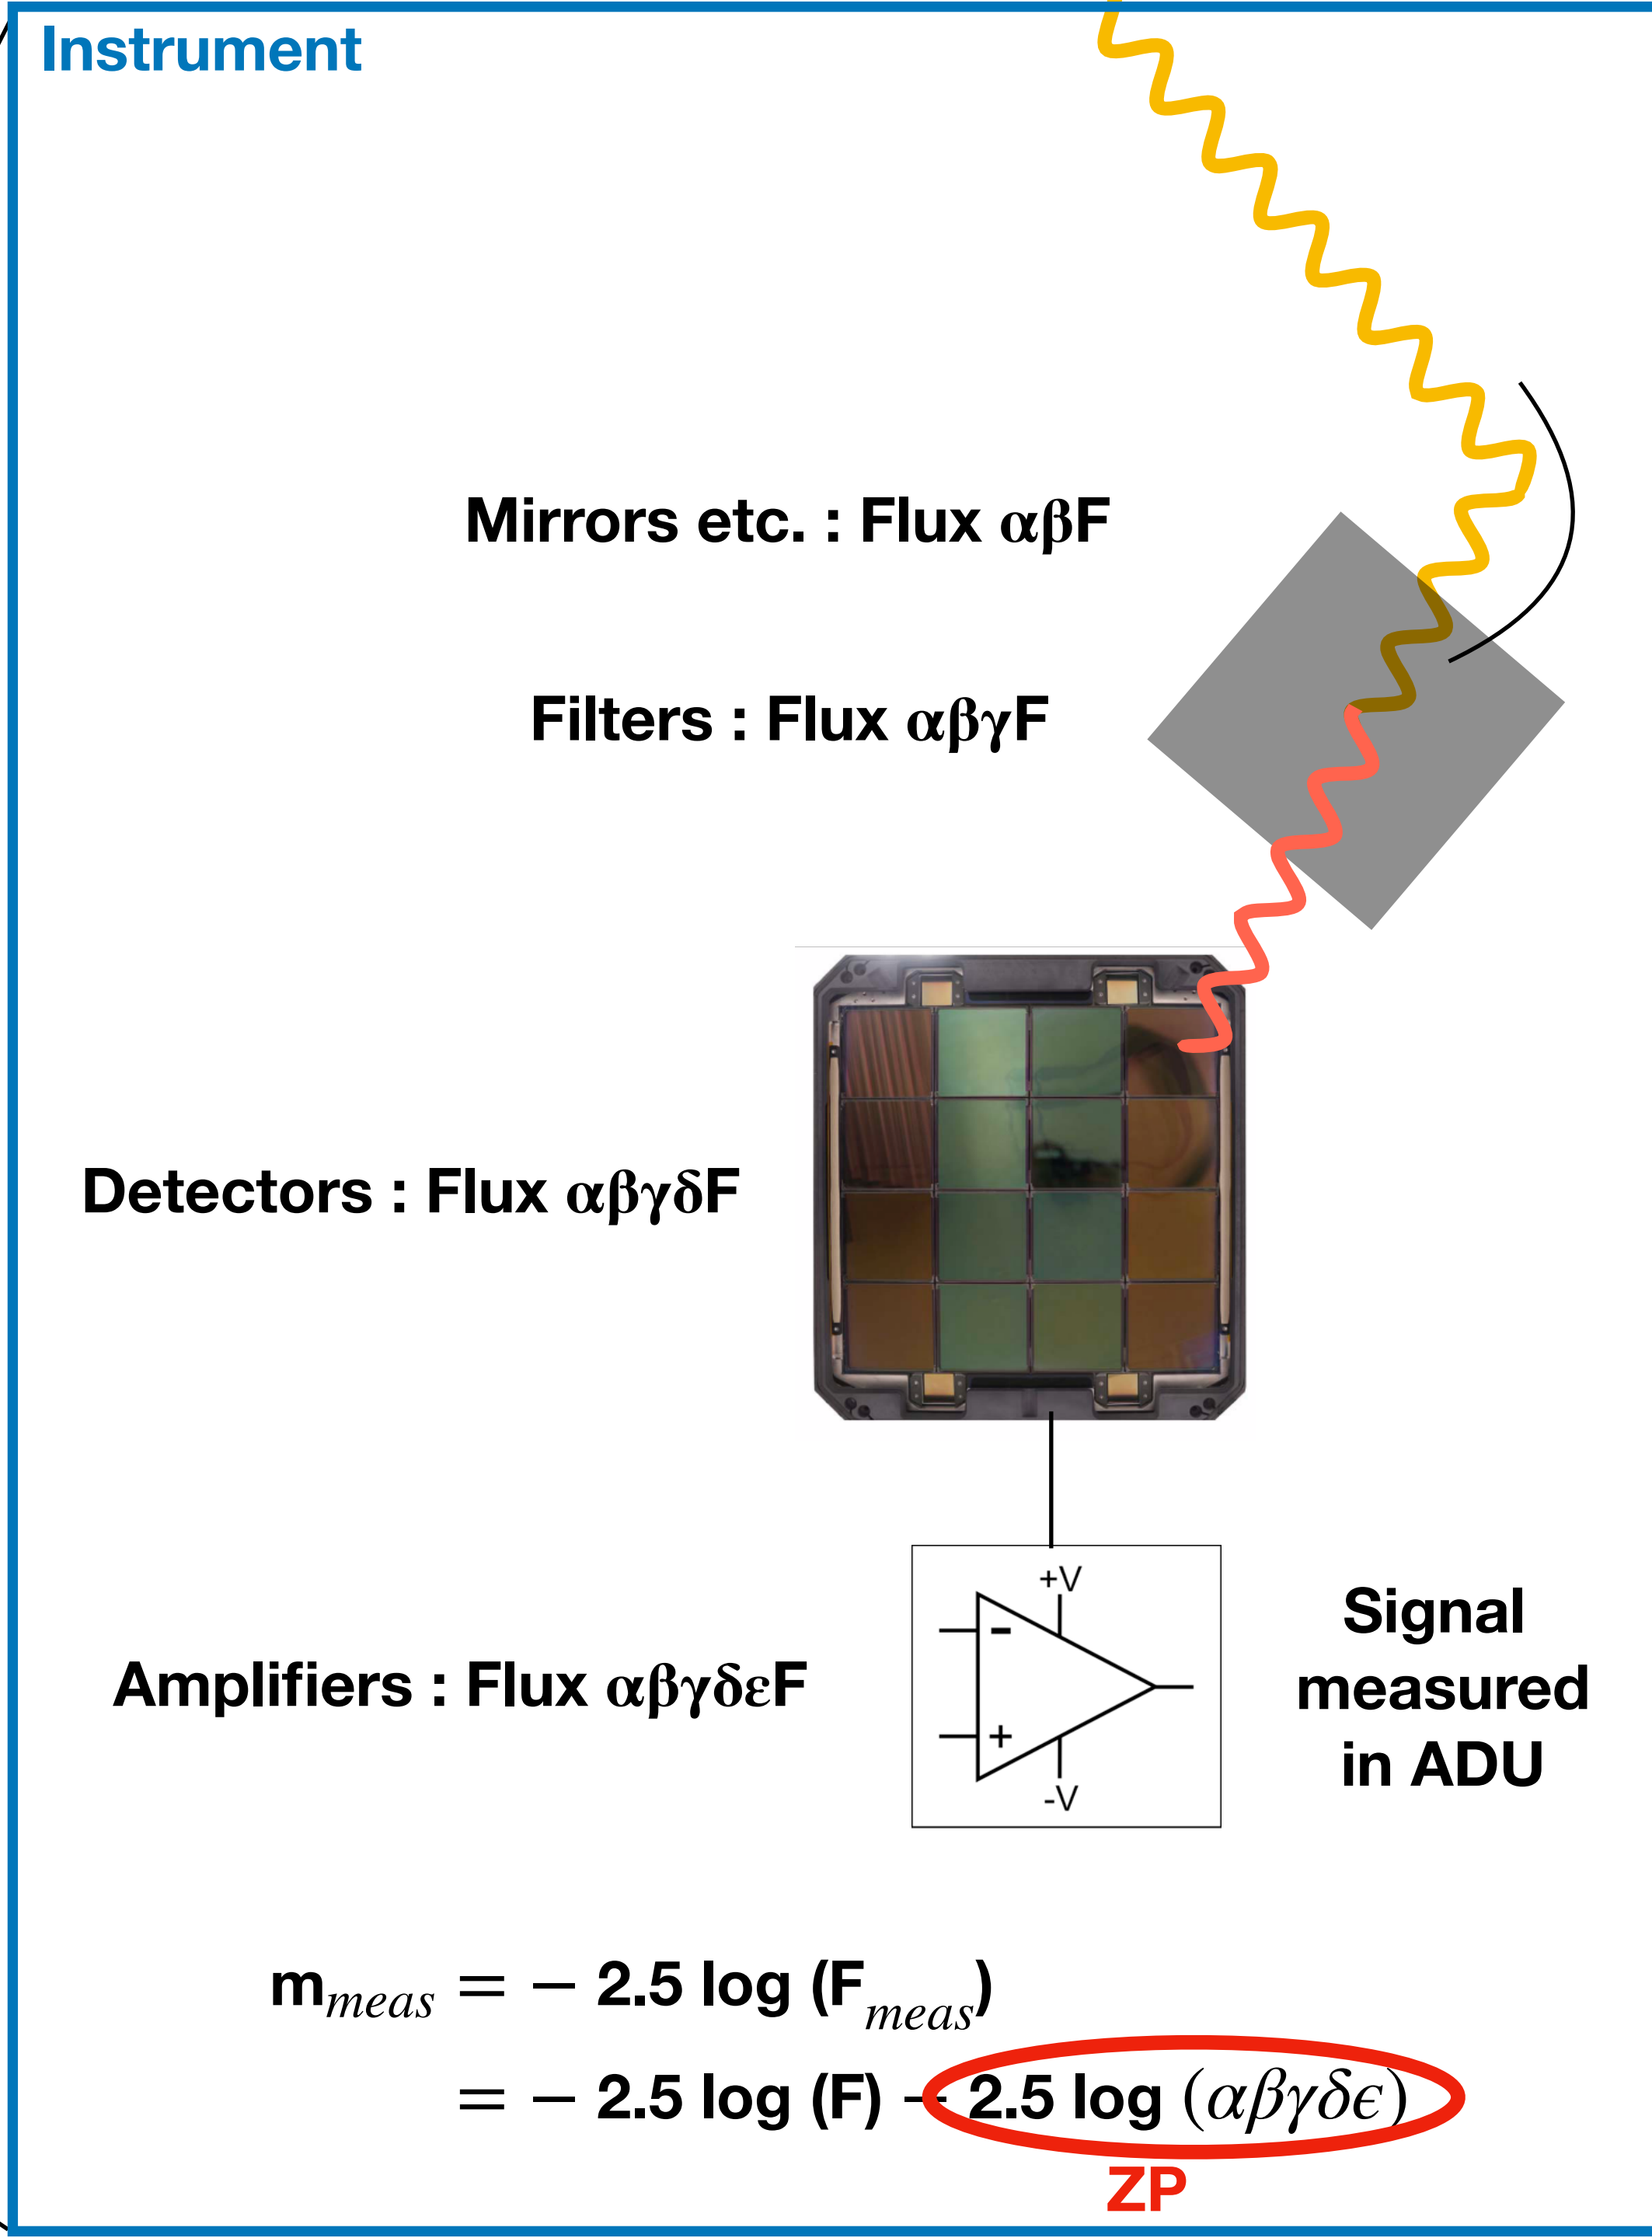 Instrument
Mirrors etc. : Flux αβF
Filters : Flux αβγF
Detectors : Flux αβγδF
+V
-
+
-V
Amplifiers : Flux αβγδεF
Signal
measured
in ADU
m_meas = − 2.5 log (F_meas)
= − 2.5 log (F) − 2.5 log (αβγδϵ)
ZP